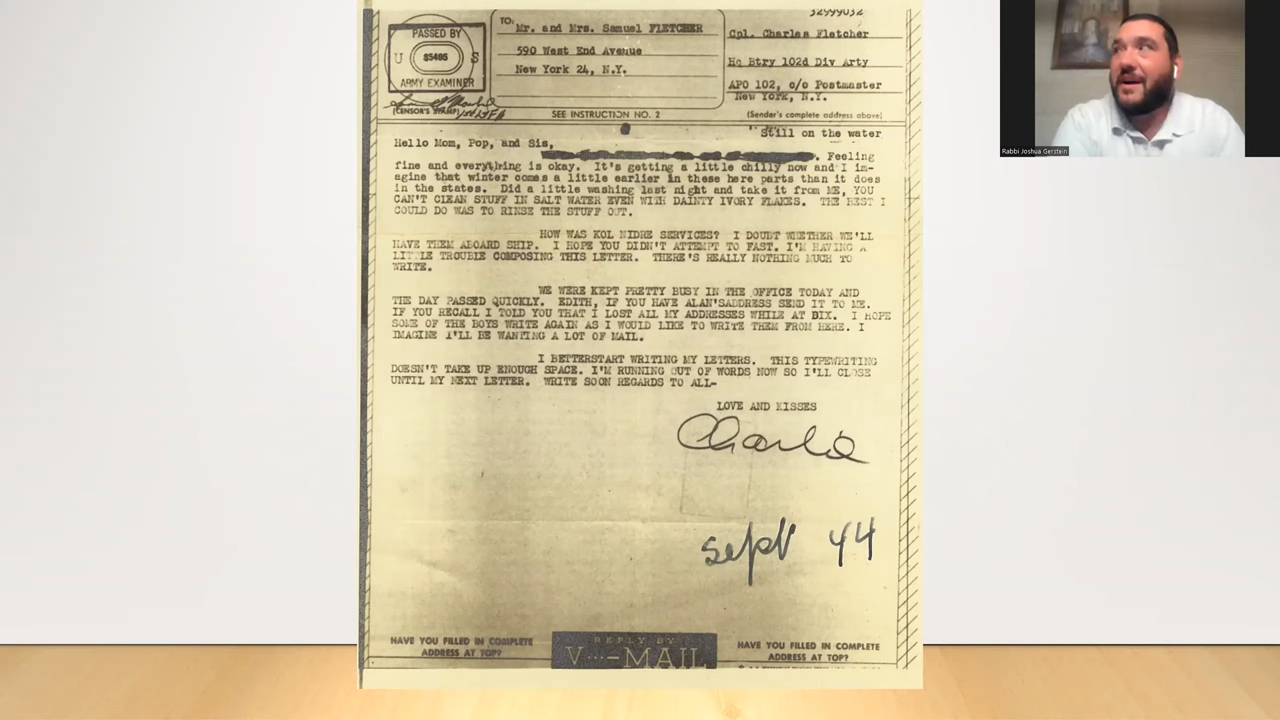 32999032
PASSED BY
U S
ARMY EXAMINER
(CENSOR'S STAMP)
TO:
Mr. and Mrs. Samuel FLETCHER
590 West End Avenue
New York 24, N.Y.
SEE INSTRUCTION NO. 2
Cpl. Charles Fletcher
Hq Btry 102d Div Arty
APO 102, c/o Postmaster
New York, N.Y.
(Sender's complete address above)
Still on the water
Hello Mom, Pop, and Sis,
. Feeling
fine and everything is okay. It's getting a little chilly now and I im-
agine that winter comes a little earlier in these here parts than it does
in the states. Did a little washing last night and take it from ME, YOU
CAN'T CLEAN STUFF IN SALT WATER EVEN WITH DAINTY IVORY FLAKES. THE BEST I
COULD DO WAS TO RINSE THE STUFF OUT.
HOW WAS KOL NIDRE SERVICES? I DOUBT WHETHER WE'LL
HAVE THEM ABOARD SHIP. I HOPE YOU DIDN'T ATTEMPT TO FAST. I'M HAVING A
LITTLE TROUBLE COMPOSING THIS LETTER. THERE'S REALLY NOTHING MUCH TO
WRITE.
WE WERE KEPT PRETTY BUSY IN THE OFFICE TODAY AND
THE DAY PASSED QUICKLY. EDITH, IF YOU HAVE ALAN'SADDRESS SEND IT TO ME.
IF YOU RECALL I TOLD YOU THAT I LOST ALL MY ADDRESSES WHILE AT DIX. I HOPE
SOME OF THE BOYS WRITE AGAIN AS I WOULD LIKE TO WRITE THEM FROM HERE. I
IMAGINE I'LL BE WANTING A LOT OF MAIL.
I BETTERSTART WRITING MY LETTERS. THIS TYPEWRITING
DOESN'T TAKE UP ENOUGH SPACE. I'M RUNNING OUT OF WORDS NOW SO I'LL CLOSE
UNTIL MY NEXT LETTER. WRITE SOON REGARDS TO ALL-
LOVE AND KISSES
Charlie
Sept 44
HAVE YOU FILLED IN COMPLETE
ADDRESS AT TOP?
REPLY BY
V···—MAIL
HAVE YOU FILLED IN COMPLETE
ADDRESS AT TOP?
Rabbi Joshua Gerstein